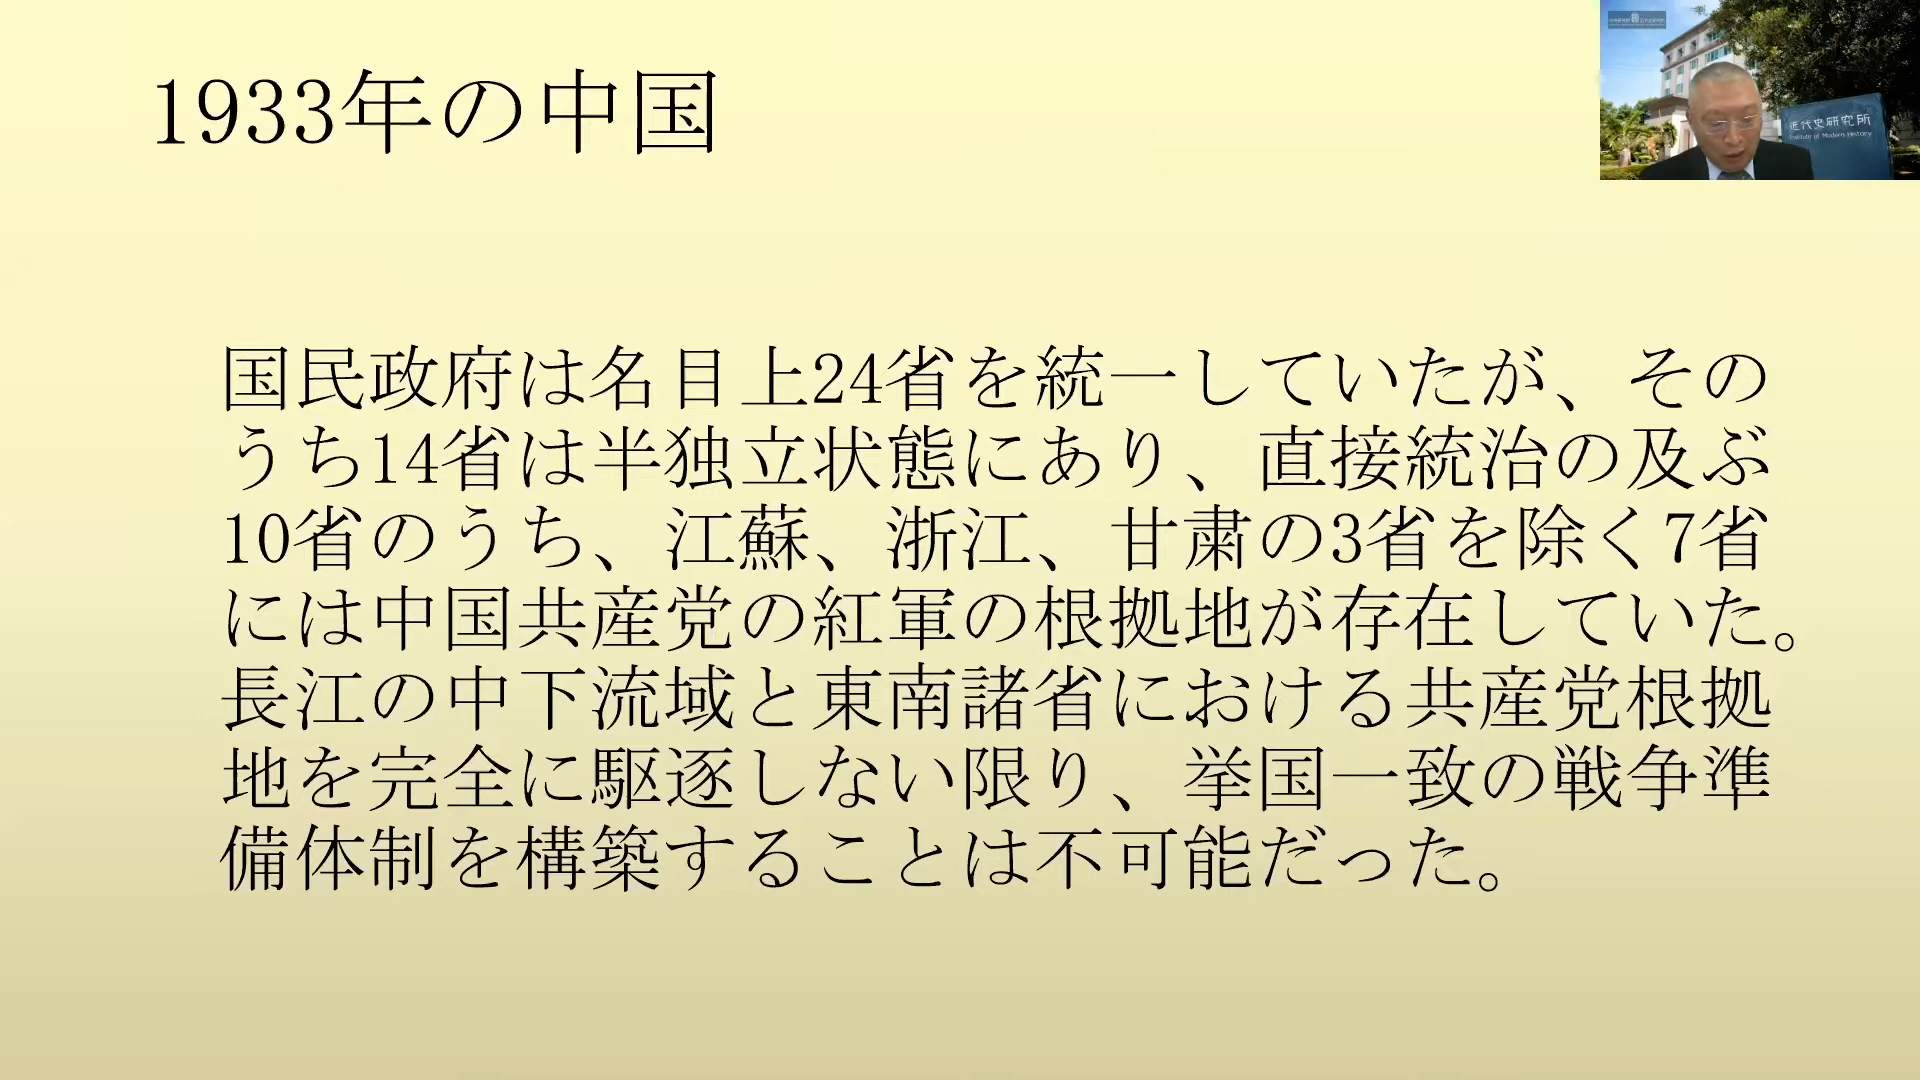 1933年の中国
国民政府は名目上24省を統一していたが、その
うち14省は半独立状態にあり、直接統治の及ぶ
10省のうち、江蘇、浙江、甘粛の3省を除く7省
には中国共産党の紅軍の根拠地が存在していた。
長江の中下流域と東南諸省における共産党根拠
地を完全に駆逐しない限り、挙国一致の戦争準
備体制を構築することは不可能だった。
近代史研究所
Institute of Modern History